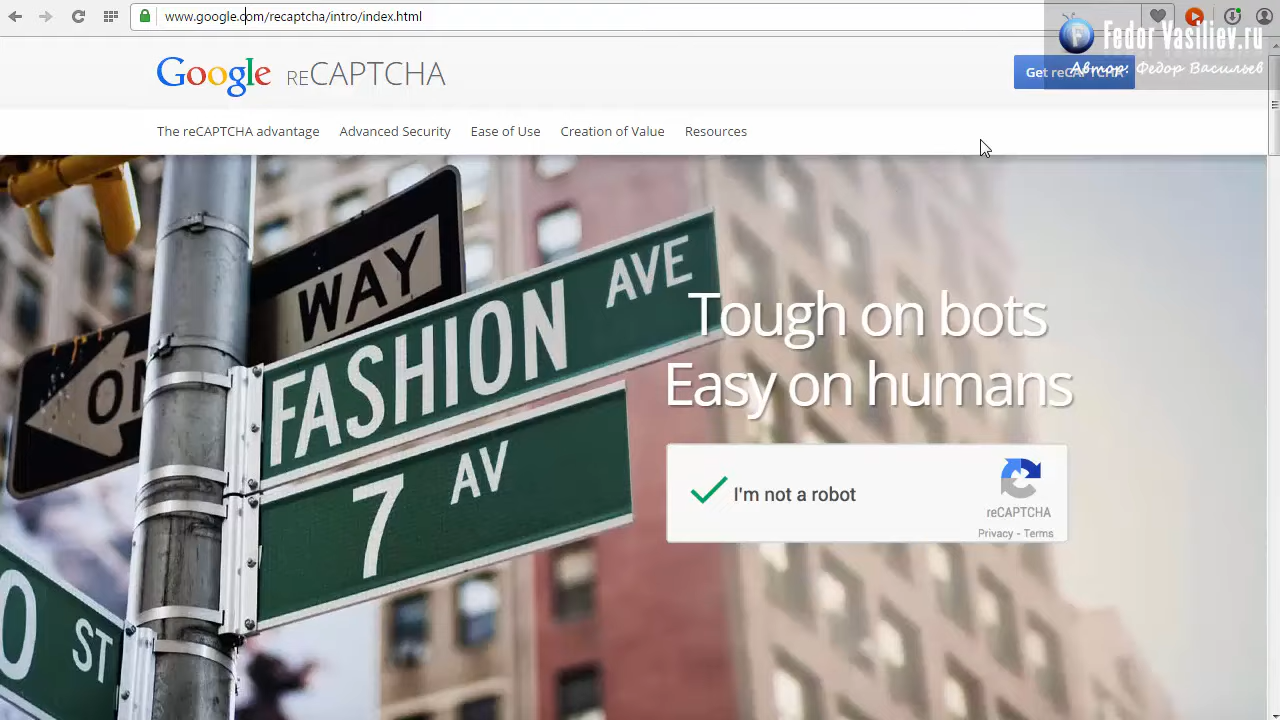 www.google.com/recaptcha/intro/index.html
Fedor Vasiliev.ru
Автор: Федор Васильев
Google reCAPTCHA
Get reCAPTCHA
The reCAPTCHA advantage
Advanced Security
Ease of Use
Creation of Value
Resources
WAY
ON
FASHION AVE
7 AV
ST
Tough on bots
Easy on humans
I'm not a robot
reCAPTCHA
Privacy - Terms